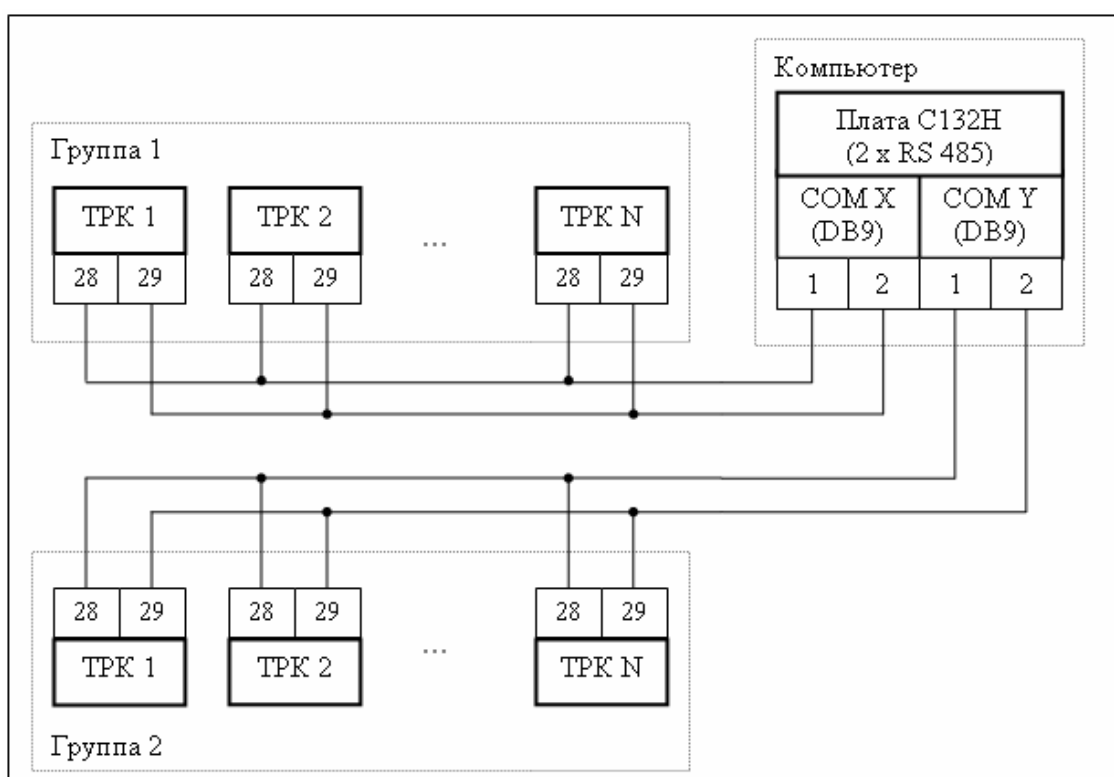 Компьютер
Плата С132Н
(2 x RS 485)
COM X
(DB9)
COM Y
(DB9)
1 2 1 2
Группа 1
ТРК 1 ТРК 2 ... ТРК N
28 29 28 29 28 29
28 29 28 29 28 29
ТРК 1 ТРК 2 ... ТРК N
Группа 2